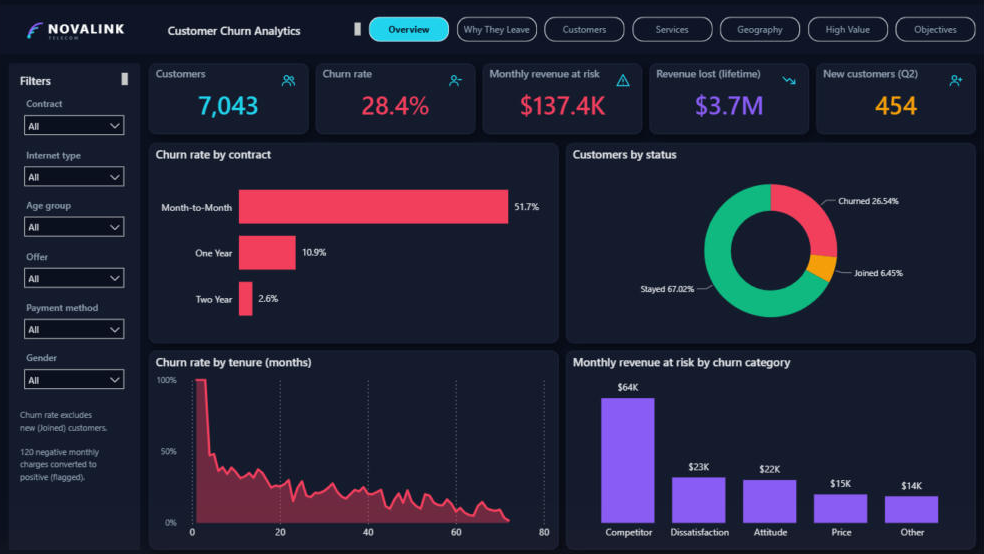 NOVALINK
TELECOM
Customer Churn Analytics
Overview
Why They Leave
Customers
Services
Geography
High Value
Objectives
Filters
Contract
All
Internet type
All
Age group
All
Offer
All
Payment method
All
Gender
All
Churn rate excludes
new (Joined) customers.
120 negative monthly
charges converted to
positive (flagged).
Customers
7,043
Churn rate
28.4%
Monthly revenue at risk
$137.4K
Revenue lost (lifetime)
$3.7M
New customers (Q2)
454
Churn rate by contract
Month-to-Month
51.7%
One Year
10.9%
Two Year
2.6%
Customers by status
Churned 26.54%
Joined 6.45%
Stayed 67.02%
Churn rate by tenure (months)
100%
50%
0%
0 20 40 60 80
Monthly revenue at risk by churn category
$64K
$23K
$22K
$15K
$14K
Competitor Dissatisfaction Attitude Price Other